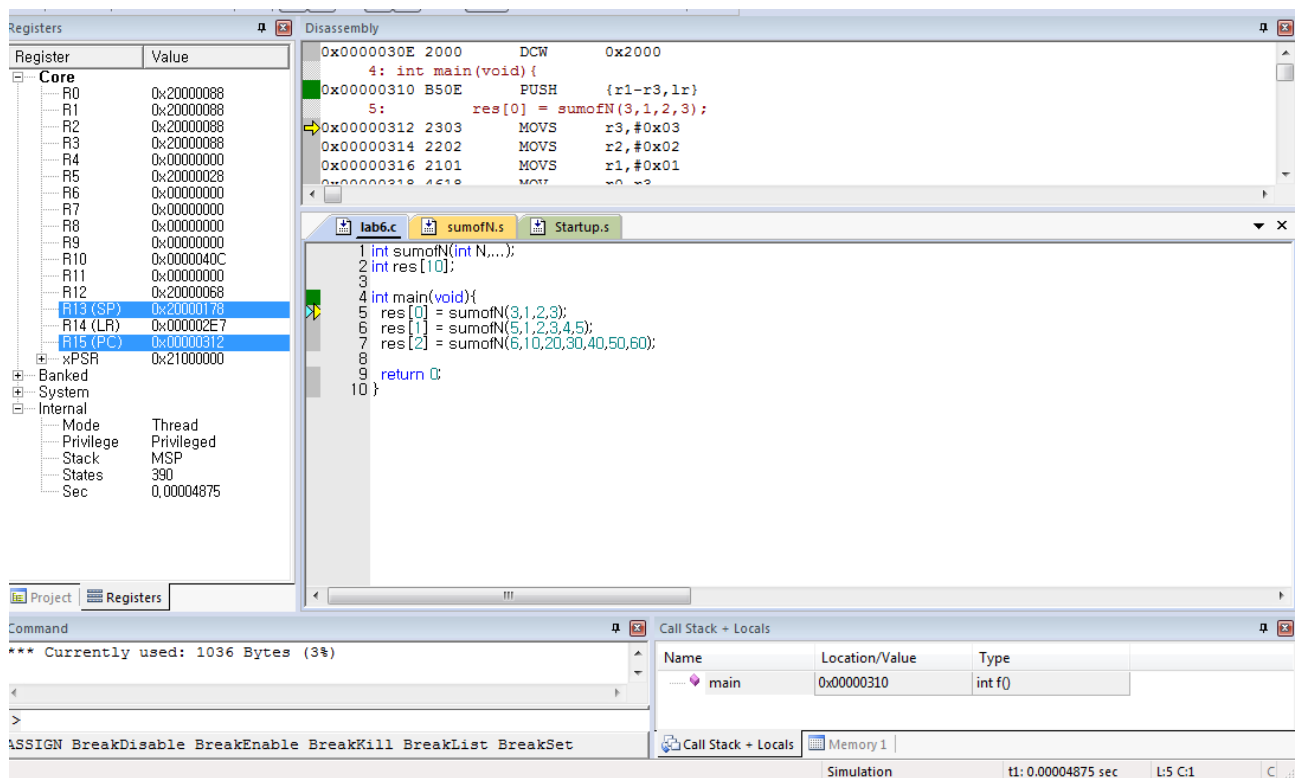 Registers
Register Value
Core
R0 0x20000088
R1 0x20000088
R2 0x20000088
R3 0x20000088
R4 0x00000000
R5 0x20000028
R6 0x00000000
R7 0x00000000
R8 0x00000000
R9 0x00000000
R10 0x0000040C
R11 0x00000000
R12 0x20000068
R13 (SP) 0x20000178
R14 (LR) 0x000002E7
R15 (PC) 0x00000312
xPSR 0x21000000
Banked
System
Internal
Mode Thread
Privilege Privileged
Stack MSP
States 390
Sec 0,00004875
Project Registers
Disassembly
0x0000030E 2000 DCW 0x2000
4: int main(void){
0x00000310 B50E PUSH {r1-r3,lr}
5: res[0] = sumofN(3,1,2,3);
0x00000312 2303 MOVS r3,#0x03
0x00000314 2202 MOVS r2,#0x02
0x00000316 2101 MOVS r1,#0x01
0x00000318 4618 MOV r0,r3
lab6.c sumofN.s Startup.s
1 int sumofN(int N,...);
2 int res[10];
3
4 int main(void){
5 res[0] = sumofN(3,1,2,3);
6 res[1] = sumofN(5,1,2,3,4,5);
7 res[2] = sumofN(6,10,20,30,40,50,60);
8
9 return 0;
10 }
Command
*** Currently used: 1036 Bytes (3%)
>
ASSIGN BreakDisable BreakEnable BreakKill BreakList BreakSet
Call Stack + Locals
Name Location/Value Type
main 0x00000310 int f()
Call Stack + Locals Memory 1
Simulation t1: 0.00004875 sec L:5 C:1 C